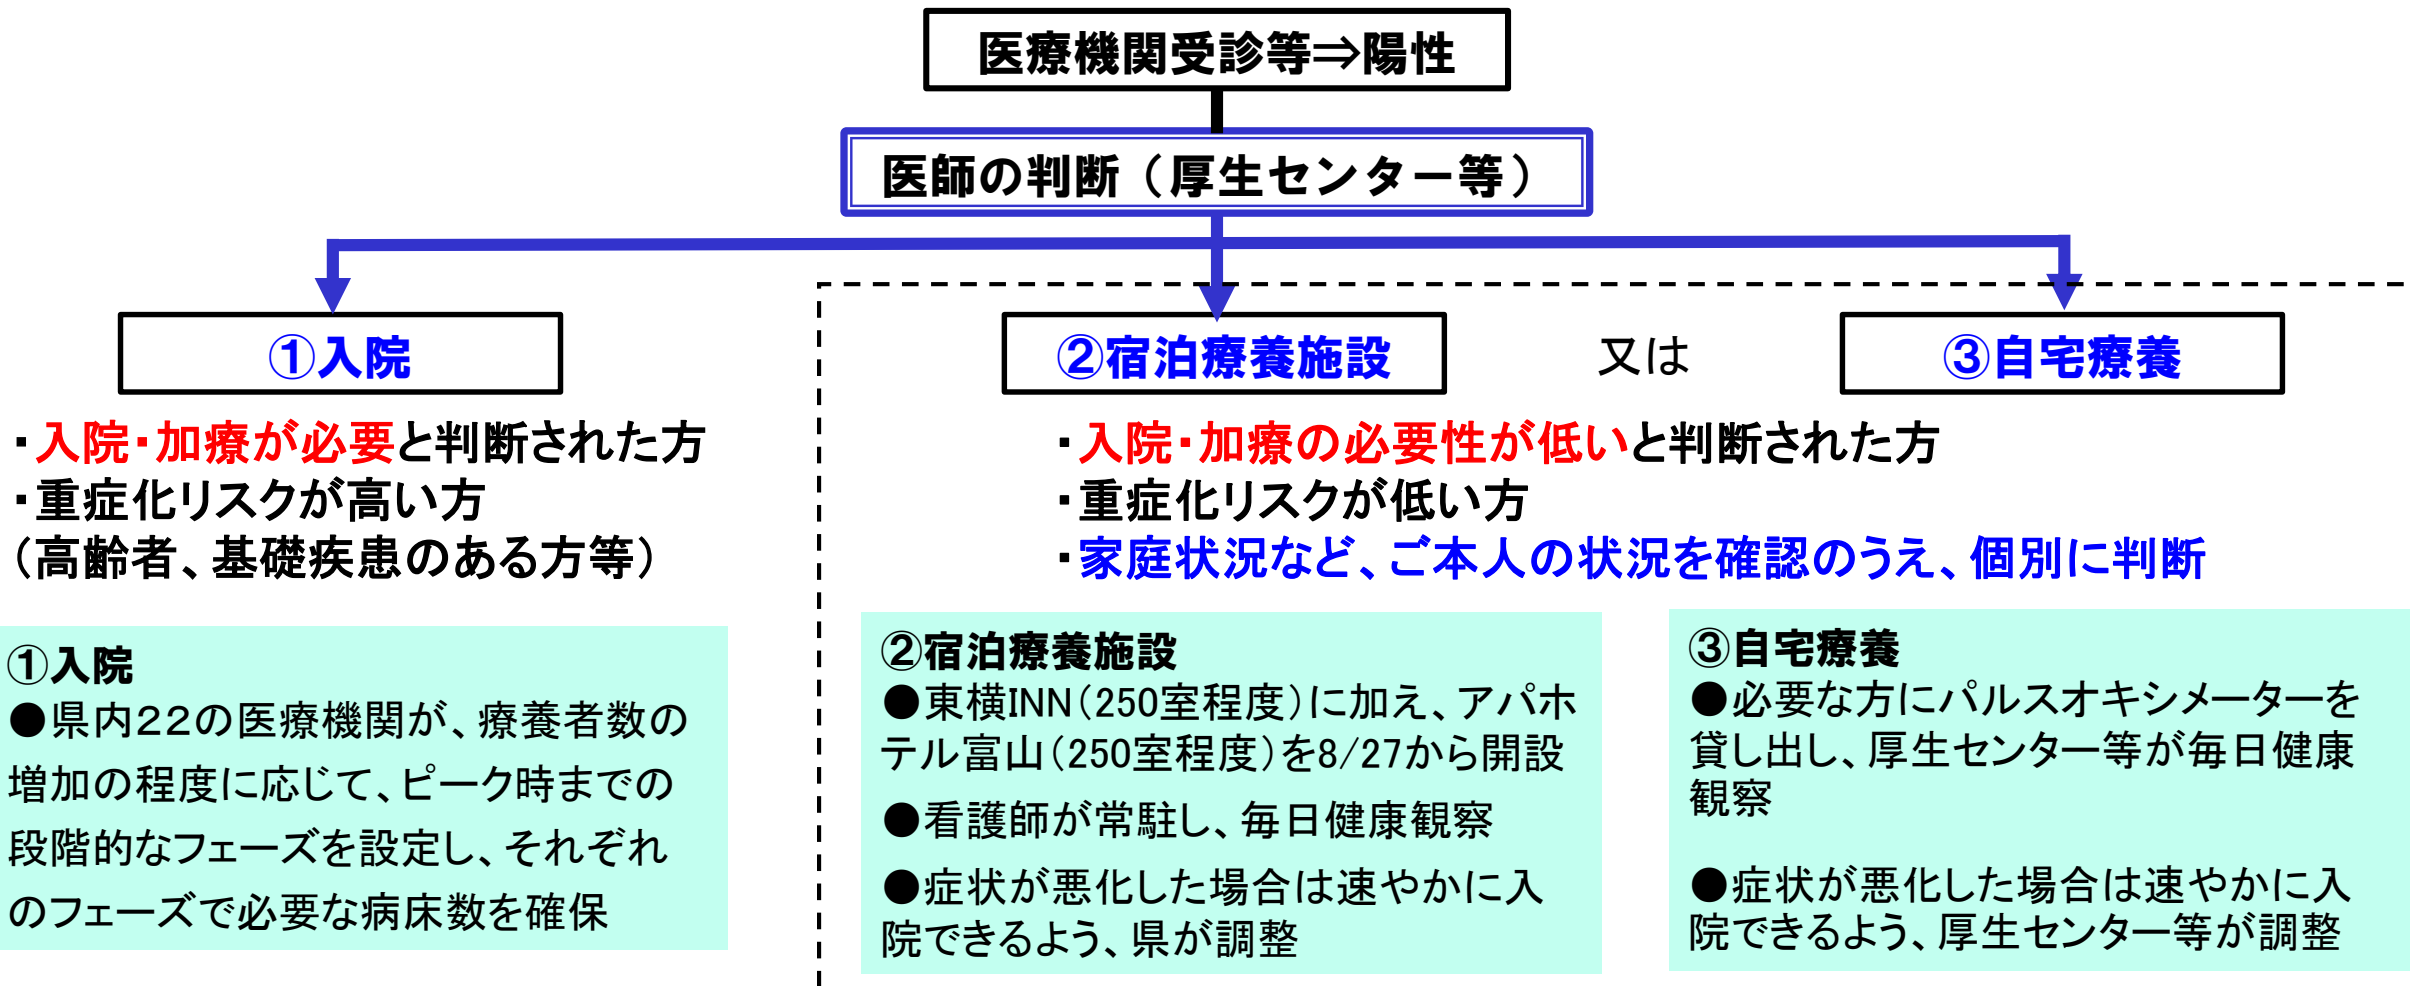 医療機関受診等⇒陽性
医師の判断（厚生センター等）
①入院
②宿泊療養施設
又は
③自宅療養
・入院・加療が必要と判断された方
・重症化リスクが高い方
（高齢者、基礎疾患のある方等）
・入院・加療の必要性が低いと判断された方
・重症化リスクが低い方
・家庭状況など、ご本人の状況を確認のうえ、個別に判断
①入院
●県内２２の医療機関が、療養者数の
増加の程度に応じて、ピーク時までの
段階的なフェーズを設定し、それぞれ
のフェーズで必要な病床数を確保
②宿泊療養施設
●東横INN（250室程度）に加え、アパホ
テル富山（250室程度）を8/27から開設
●看護師が常駐し、毎日健康観察
●症状が悪化した場合は速やかに入
院できるよう、県が調整
③自宅療養
●必要な方にパルスオキシメーターを
貸し出し、厚生センター等が毎日健康
観察
●症状が悪化した場合は速やかに入
院できるよう、厚生センター等が調整